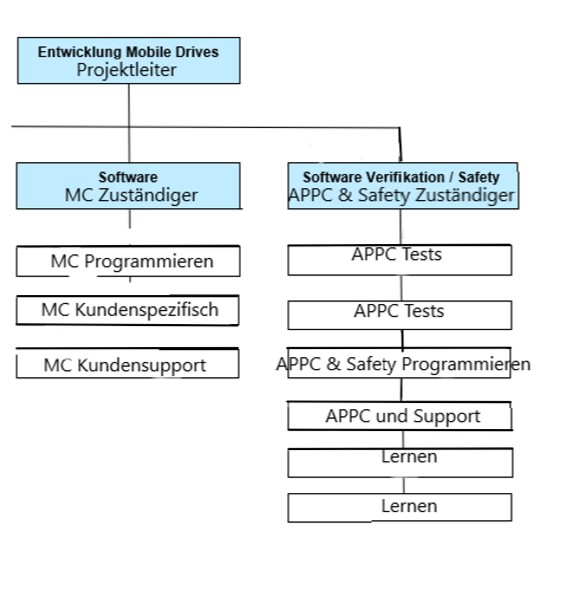 Entwicklung Mobile Drives
Projektleiter
Software
MC Zuständiger
MC Programmieren
MC Kundenspezifisch
MC Kundensupport
Software Verifikation / Safety
APPC & Safety Zuständiger
APPC Tests
APPC Tests
APPC & Safety Programmieren
APPC und Support
Lernen
Lernen